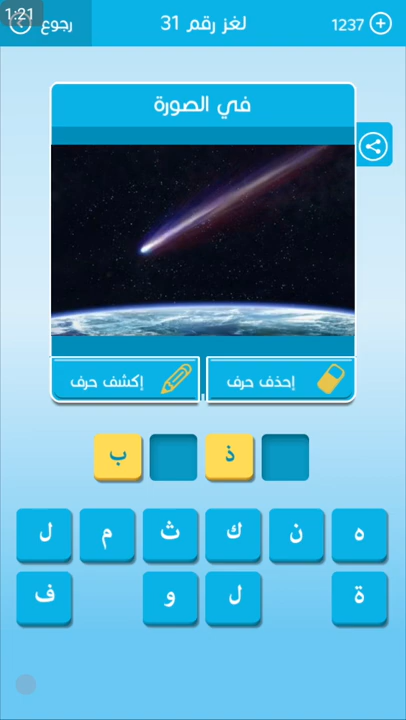 1:21
رجوع
لغز رقم 31
1237
في الصورة
إحذف حرف
إكشف حرف
ذ ب
ه ن ك ث م ل
ة ل و ف